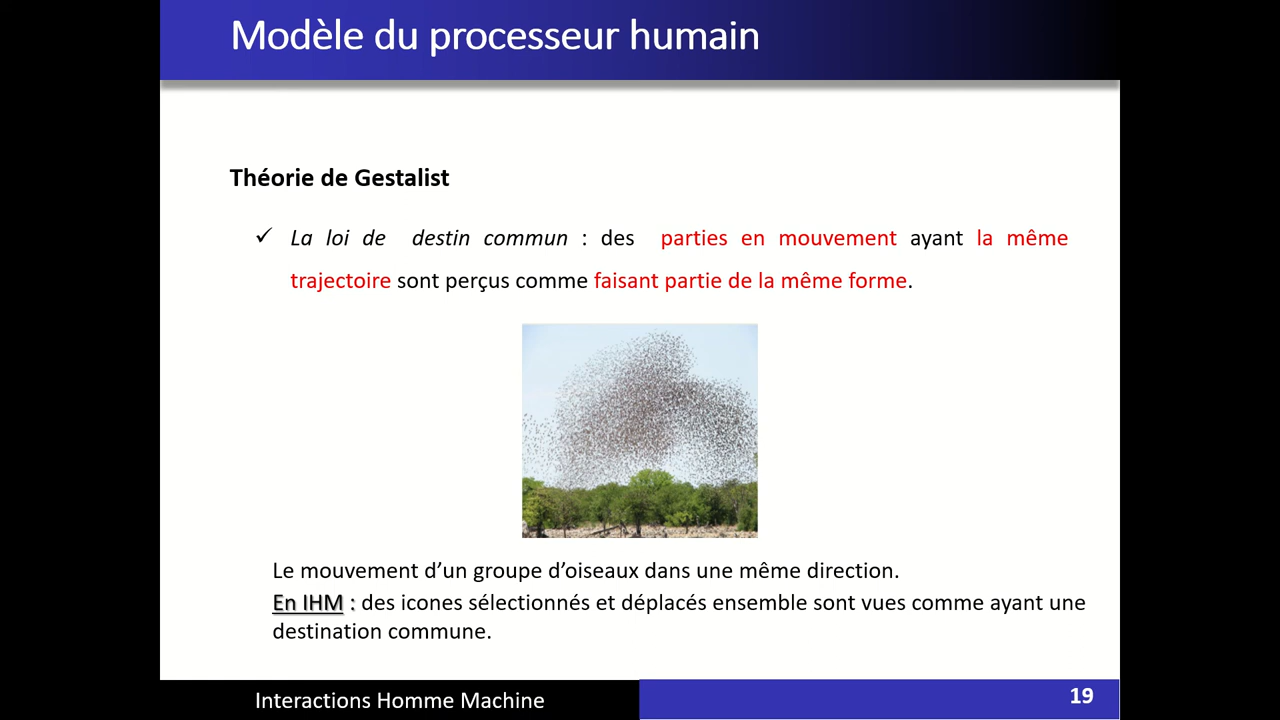 Modèle du processeur humain
Théorie de Gestalist
✓ La loi de destin commun : des parties en mouvement ayant la même
trajectoire sont perçus comme faisant partie de la même forme.
Le mouvement d’un groupe d’oiseaux dans une même direction.
En IHM : des icones sélectionnés et déplacés ensemble sont vues comme ayant une
destination commune.
Interactions Homme Machine
19